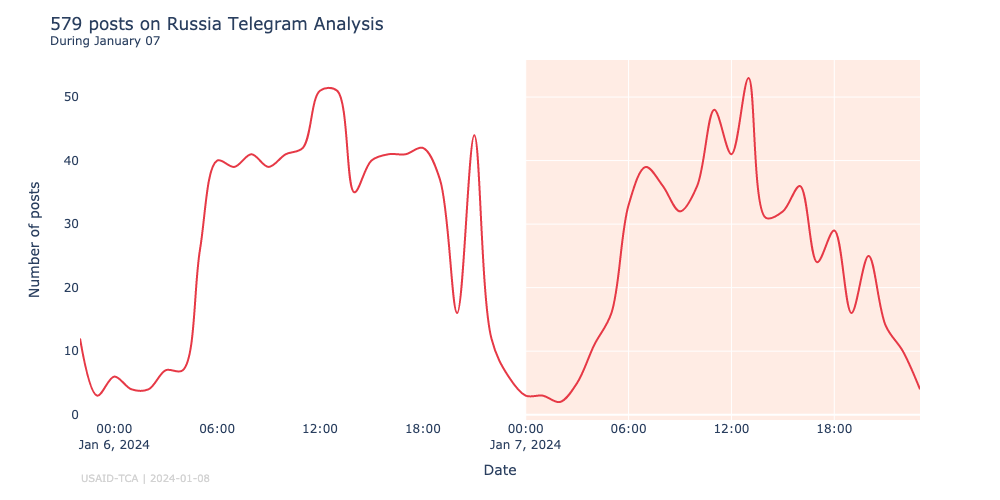 579 posts on Russia Telegram Analysis
During January 07
Number of posts
50
40
30
20
10
0
00:00 06:00 12:00 18:00 00:00 06:00 12:00 18:00
Jan 6, 2024 Jan 7, 2024
Date
USAID-TCA | 2024-01-08